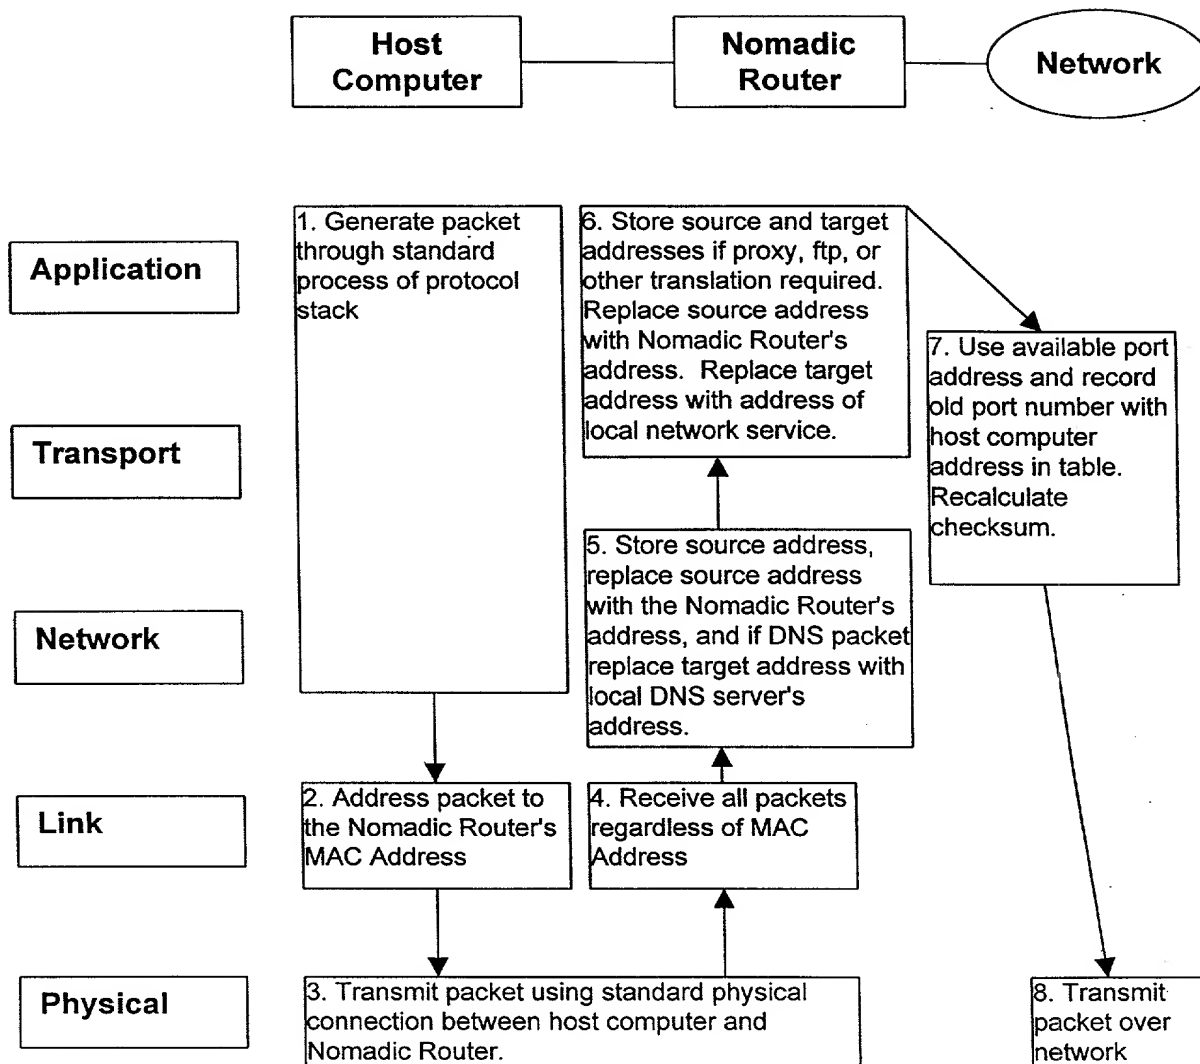 Host
Computer
Nomadic
Router
Network
Application
Transport
Network
Link
Physical
1. Generate packet
through standard
process of protocol
stack
2. Address packet to
the Nomadic Router's
MAC Address
3. Transmit packet using standard physical
connection between host computer and
Nomadic Router.
4. Receive all packets
regardless of MAC
Address
5. Store source address,
replace source address
with the Nomadic Router's
address, and if DNS packet
replace target address with
local DNS server's
address.
6. Store source and target
addresses if proxy, ftp, or
other translation required.
Replace source address
with Nomadic Router's
address.  Replace target
address with address of
local network service.
7. Use available port
address and record
old port number with
host computer
address in table.
Recalculate
checksum.
8. Transmit
packet over
network